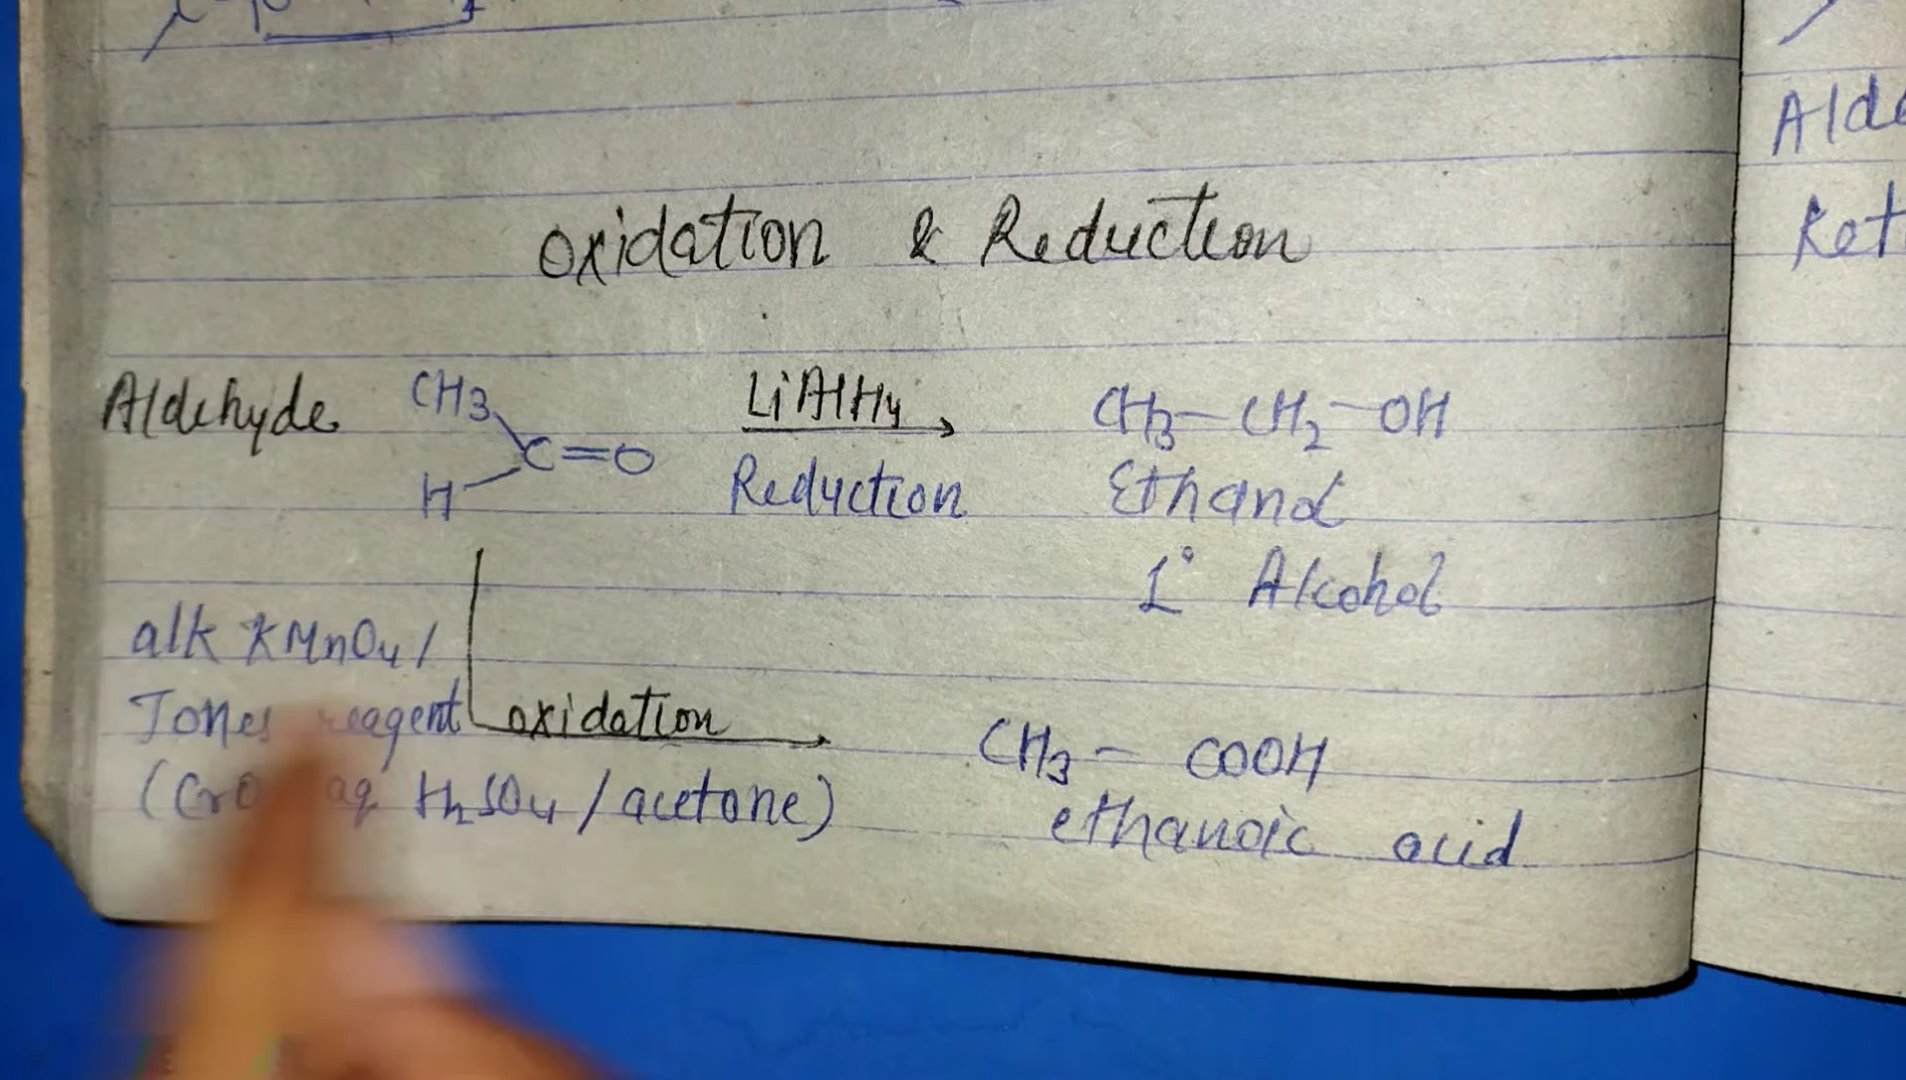 Oxidation & Reduction
Aldehyde CH3 C=O H
LiAlH4
Reduction
CH3-CH2-OH
Ethanol
1° Alcohol
alk KMnO4/
Jones reagent
oxidation
CH3-COOH
aq H2SO4/acetone)
ethanoic acid
Ald
Ket